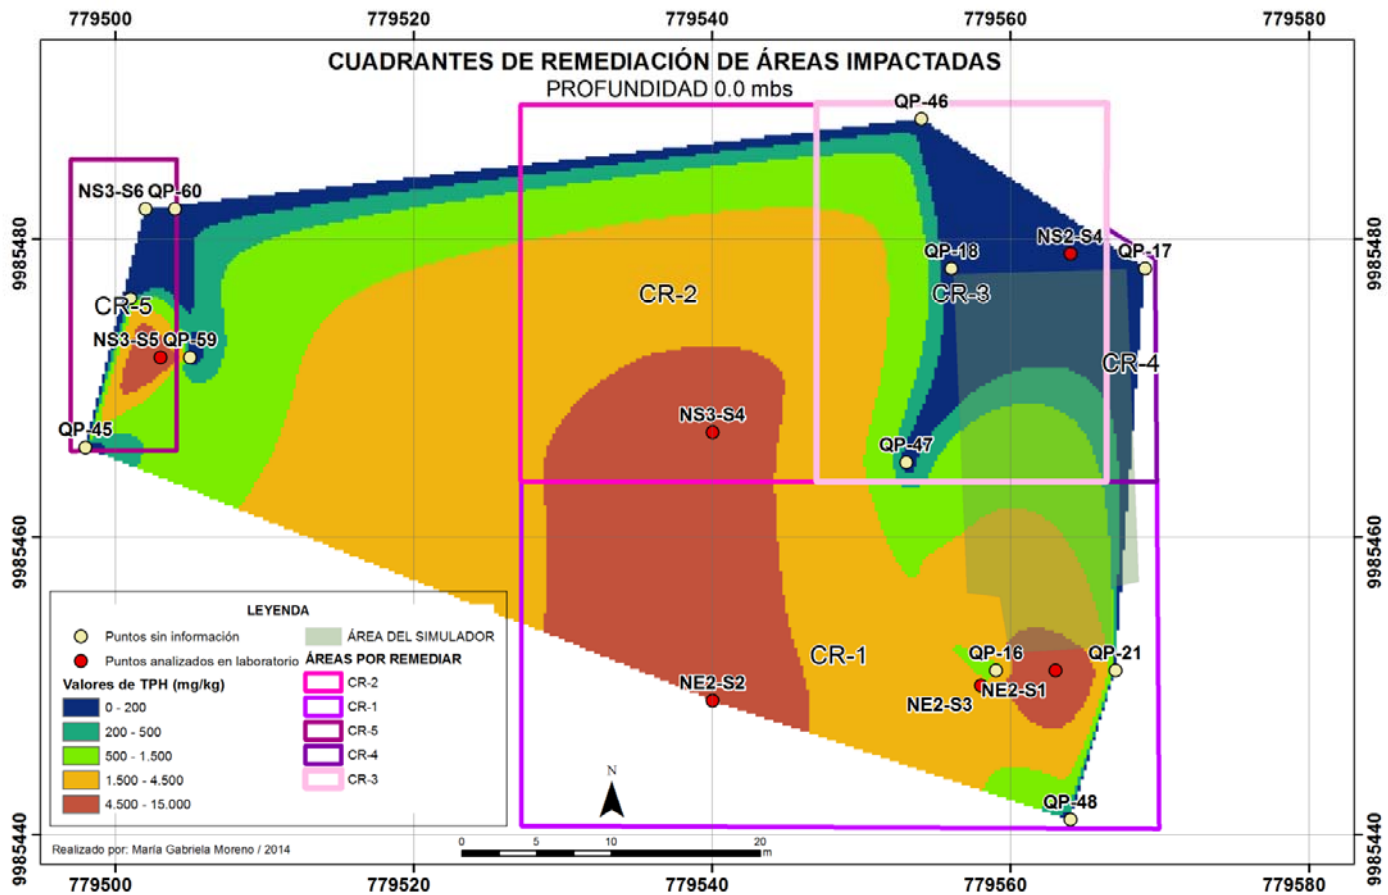 779500 779520 779540 779560 779580
CUADRANTES DE REMEDIACIÓN DE ÁREAS IMPACTADAS
PROFUNDIDAD 0.0 mbs
QP-46
NS3-S6 QP-60
9985480
9985480
NS2-S4
QP-18
QP-17
CR-2
CR-3
CR-5
NS3-S5 QP-59
CR-4
NS3-S4
QP-45
QP-47
9985460
9985460
CR-1
QP-16
QP-21
NE2-S2
NE2-S1
NE2-S3
QP-48
LEYENDA
Puntos sin información
Puntos analizados en laboratorio
Valores de TPH (mg/kg)
0 - 200
200 - 500
500 - 1.500
1.500 - 4.500
4.500 - 15.000
ÁREA DEL SIMULADOR
ÁREAS POR REMEDIAR
CR-2
CR-1
CR-5
CR-4
CR-3
N
9985440
9985440
Realizado por: María Gabriela Moreno / 2014
0 5 10 20
m
779500 779520 779540 779560 779580